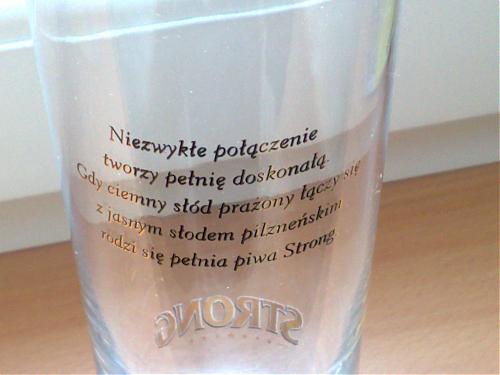 Niezwykłe połączenie
tworzy pełnię doskonałą.
Gdy ciemny słód prażony łączy się
z jasnym słodem pilzneńskim
rodzi się pełnia piwa Strong.
STRONG